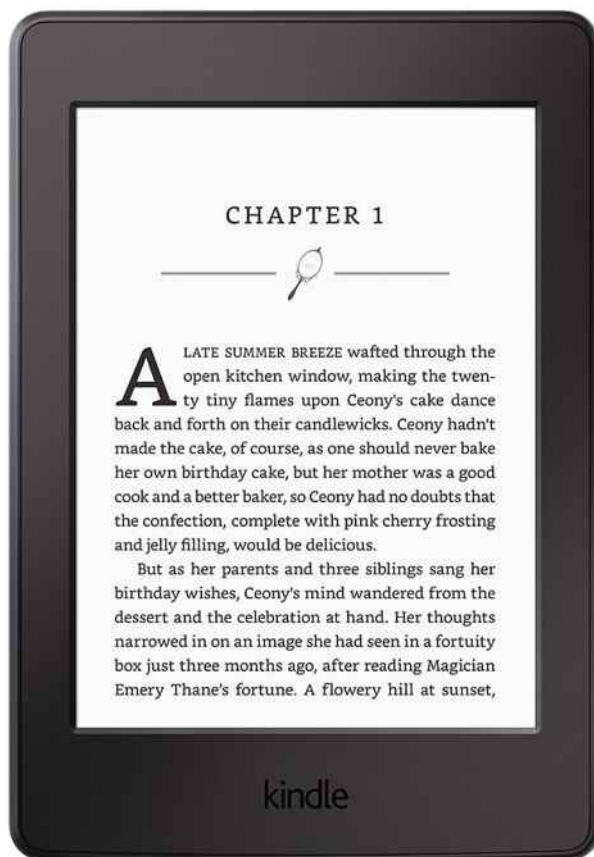 CHAPTER 1
A LATE SUMMER BREEZE wafted through the
open kitchen window, making the twen-
ty tiny flames upon Ceony's cake dance
back and forth on their candlewicks. Ceony hadn't
made the cake, of course, as one should never bake
her own birthday cake, but her mother was a good
cook and a better baker, so Ceony had no doubts that
the confection, complete with pink cherry frosting
and jelly filling, would be delicious.
But as her parents and three siblings sang her
birthday wishes, Ceony's mind wandered from the
dessert and the celebration at hand. Her thoughts
narrowed in on an image she had seen in a fortuity
box just three months ago, after reading Magician
Emery Thane's fortune. A flowery hill at sunset,
kindle